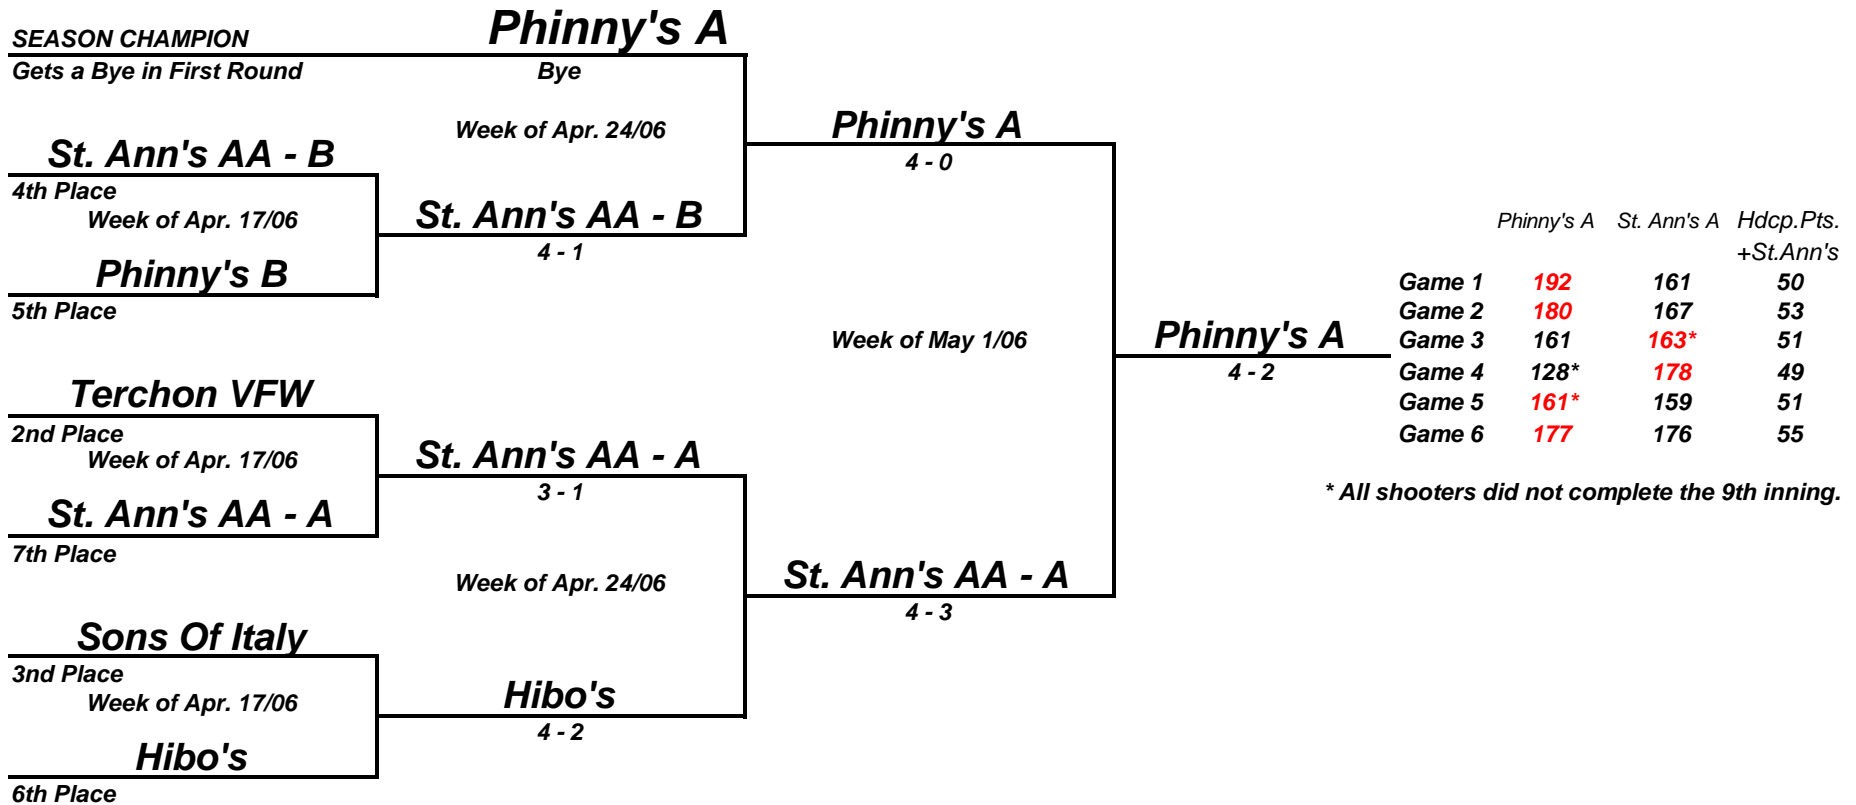 SEASON CHAMPION
Phinny's A
Gets a Bye in First Round
Bye
Week of Apr. 24/06
Phinny's A
4 - 0
St. Ann's AA - B
4th Place
Week of Apr. 17/06
St. Ann's AA - B
4 - 1
Phinny's B
5th Place
Week of May 1/06
Phinny's A
4 - 2
Terchon VFW
2nd Place
Week of Apr. 17/06
St. Ann's AA - A
3 - 1
St. Ann's AA - A
7th Place
Week of Apr. 24/06
St. Ann's AA - A
4 - 3
Sons Of Italy
3nd Place
Week of Apr. 17/06
Hibo's
4 - 2
Hibo's
6th Place
Phinny's A St. Ann's A Hdcp.Pts.
+St.Ann's
Game 1 192 161 50
Game 2 180 167 53
Game 3 161 163* 51
Game 4 128* 178 49
Game 5 161* 159 51
Game 6 177 176 55
* All shooters did not complete the 9th inning.